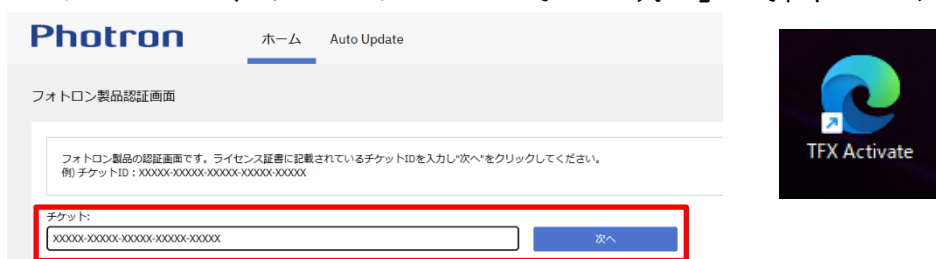 Photron
ホーム Auto Update
フォトロン製品認証画面
フォトロン製品の認証画面です。ライセンス証書に記載されているチケットIDを入力し"次へ"をクリックしてください。
例) チケットID：XXXXX-XXXXX-XXXXX-XXXXX-XXXXX
チケット:
XXXXX-XXXXX-XXXXX-XXXXX-XXXXX
次へ
TFX Activate